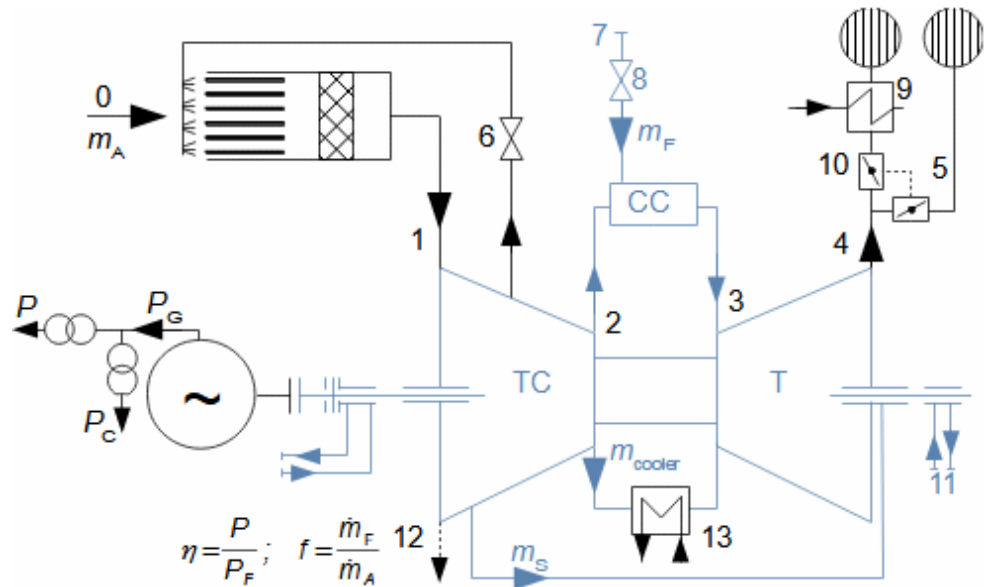 7
0
8
9
m_A
6
m_F
10
5
CC
1
4
2
3
P
P_G
TC
T
~
P_C
m_cooler
11
12
13
η = P / P_F ; f = ṁ_F / ṁ_A
m_S